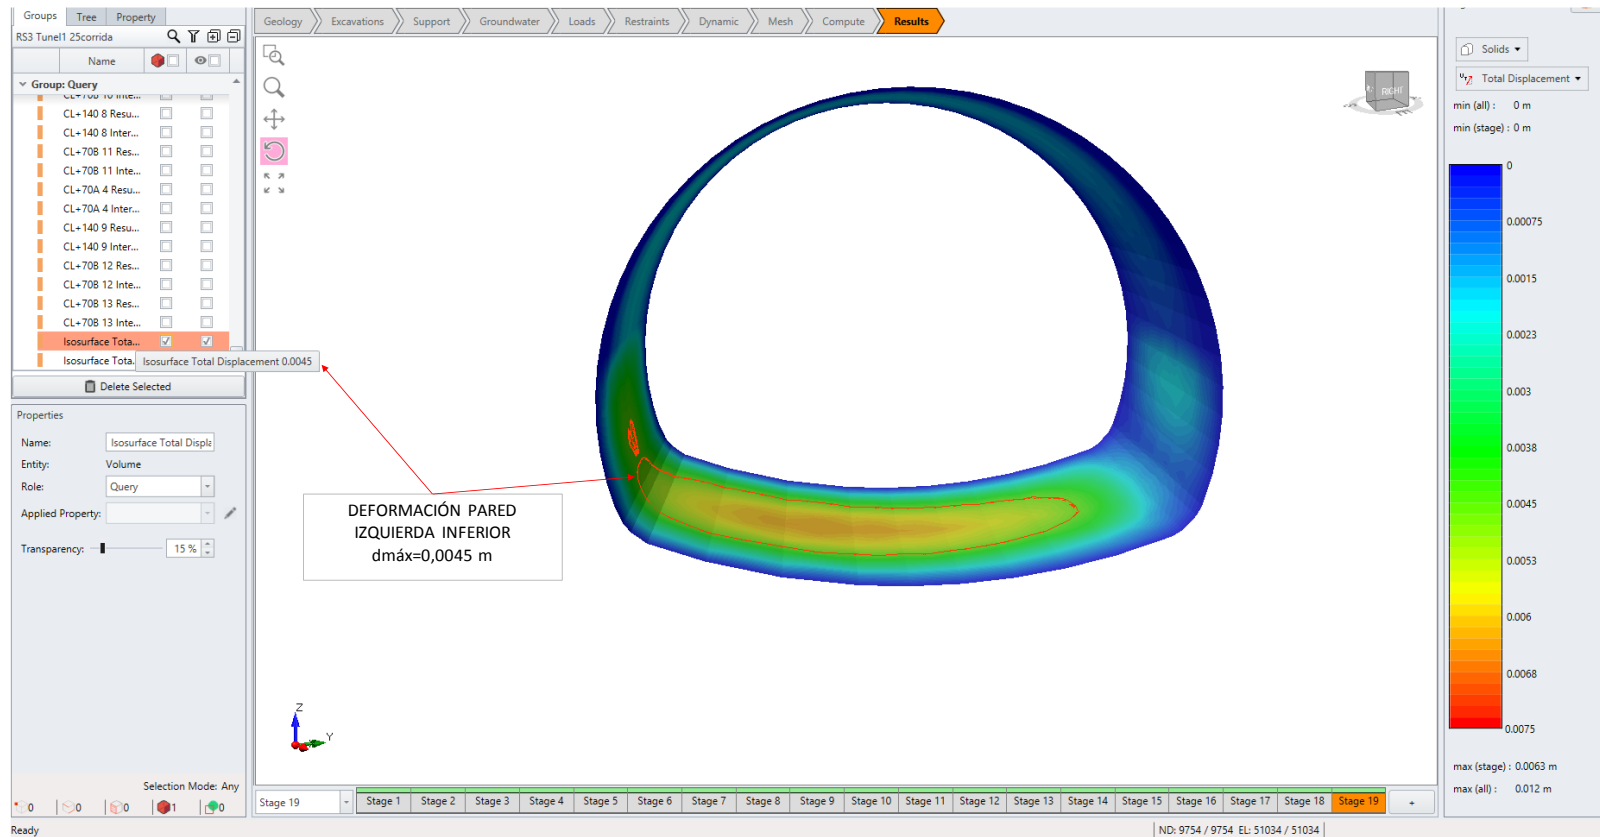 Groups Tree Property
RS3 Tunel1 25corrida
Name
Group: Query
CL+70B 10 Inte...
CL+140 8 Resu...
CL+140 8 Inter...
CL+70B 11 Res...
CL+70B 11 Inte...
CL+70A 4 Resu...
CL+70A 4 Inter...
CL+140 9 Resu...
CL+140 9 Inter...
CL+70B 12 Res...
CL+70B 12 Inte...
CL+70B 13 Res...
CL+70B 13 Inte...
Isosurface Tota...
Isosurface Tota.
Isosurface Total Displacement 0.0045
Delete Selected
Properties
Name: Isosurface Total Displa
Entity: Volume
Role: Query
Applied Property:
Transparency: 15 %
Selection Mode: Any
0 0 0 1 0
Ready
Geology Excavations Support Groundwater Loads Restraints Dynamic Mesh Compute Results
RIGHT
DEFORMACIÓN PARED
IZQUIERDA INFERIOR
dmáx=0,0045 m
Z
Y
Stage 19
Stage 1 Stage 2 Stage 3 Stage 4 Stage 5 Stage 6 Stage 7 Stage 8 Stage 9 Stage 10 Stage 11 Stage 12 Stage 13 Stage 14 Stage 15 Stage 16 Stage 17 Stage 18 Stage 19 +
ND: 9754 / 9754 EL: 51034 / 51034
Solids
Total Displacement
min (all) : 0 m
min (stage) : 0 m
0
0.00075
0.0015
0.0023
0.003
0.0038
0.0045
0.0053
0.006
0.0068
0.0075
max (stage) : 0.0063 m
max (all) : 0.012 m